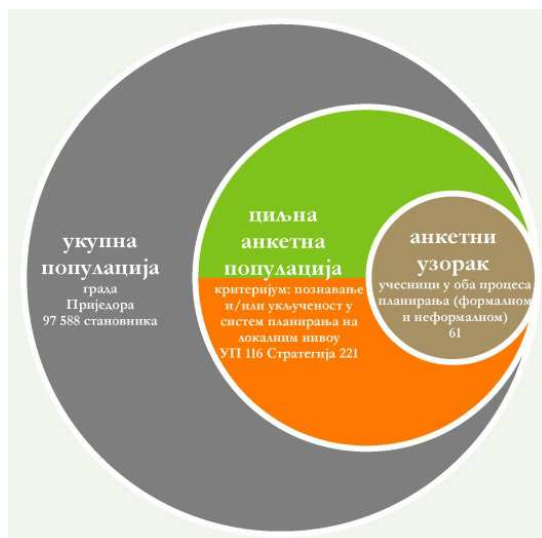 укупна
популација
града
Приједора
97 588 становника
циљна
анкетна
популација
критеријум: познавање
и/или укљученост у
систем планирања на
локалним нивоу
УП 116 Стратегија 221
анкетни
узорак
учесници у оба процеса
планирања (формалном
и неформалном)
61